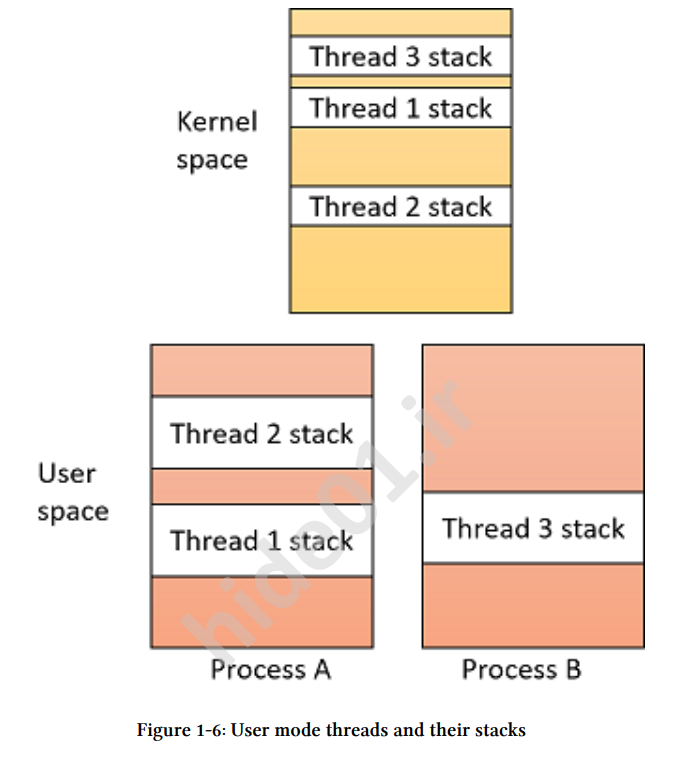 Thread 3 stack
Kernel
space
Thread 1 stack
Thread 2 stack
User
space
Thread 2 stack
Thread 1 stack
Process A
Thread 3 stack
Process B
hide01.ir
Figure 1-6: User mode threads and their stacks